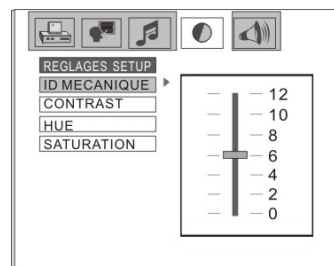 REGLAGES SETUP
ID MECANIQUE
CONTRAST
HUE
SATURATION
12
10
8
6
4
2
0